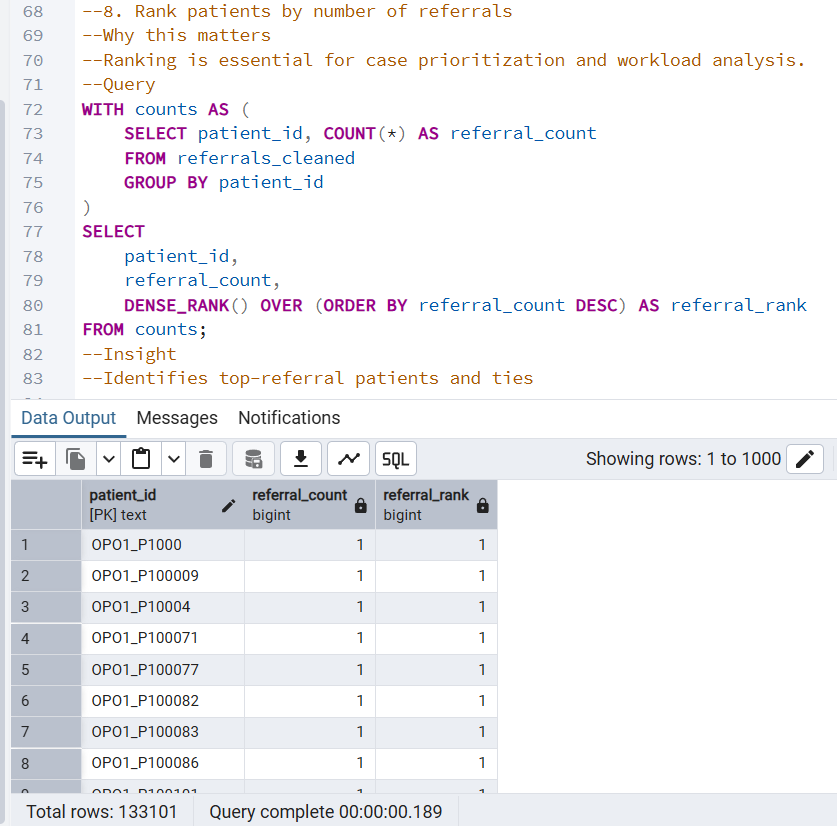 68 --8. Rank patients by number of referrals
69 --Why this matters
70 --Ranking is essential for case prioritization and workload analysis.
71 --Query
72 WITH counts AS (
73 SELECT patient_id, COUNT(*) AS referral_count
74 FROM referrals_cleaned
75 GROUP BY patient_id
76 )
77 SELECT
78 patient_id,
79 referral_count,
80 DENSE_RANK() OVER (ORDER BY referral_count DESC) AS referral_rank
81 FROM counts;
82 --Insight
83 --Identifies top-referral patients and ties
Data Output Messages Notifications
SQL Showing rows: 1 to 1000
patient_id referral_count referral_rank
[PK] text bigint bigint
1 OPO1_P1000 1 1
2 OPO1_P100009 1 1
3 OPO1_P10004 1 1
4 OPO1_P100071 1 1
5 OPO1_P100077 1 1
6 OPO1_P100082 1 1
7 OPO1_P100083 1 1
8 OPO1_P100086 1 1
Total rows: 133101 Query complete 00:00:00.189